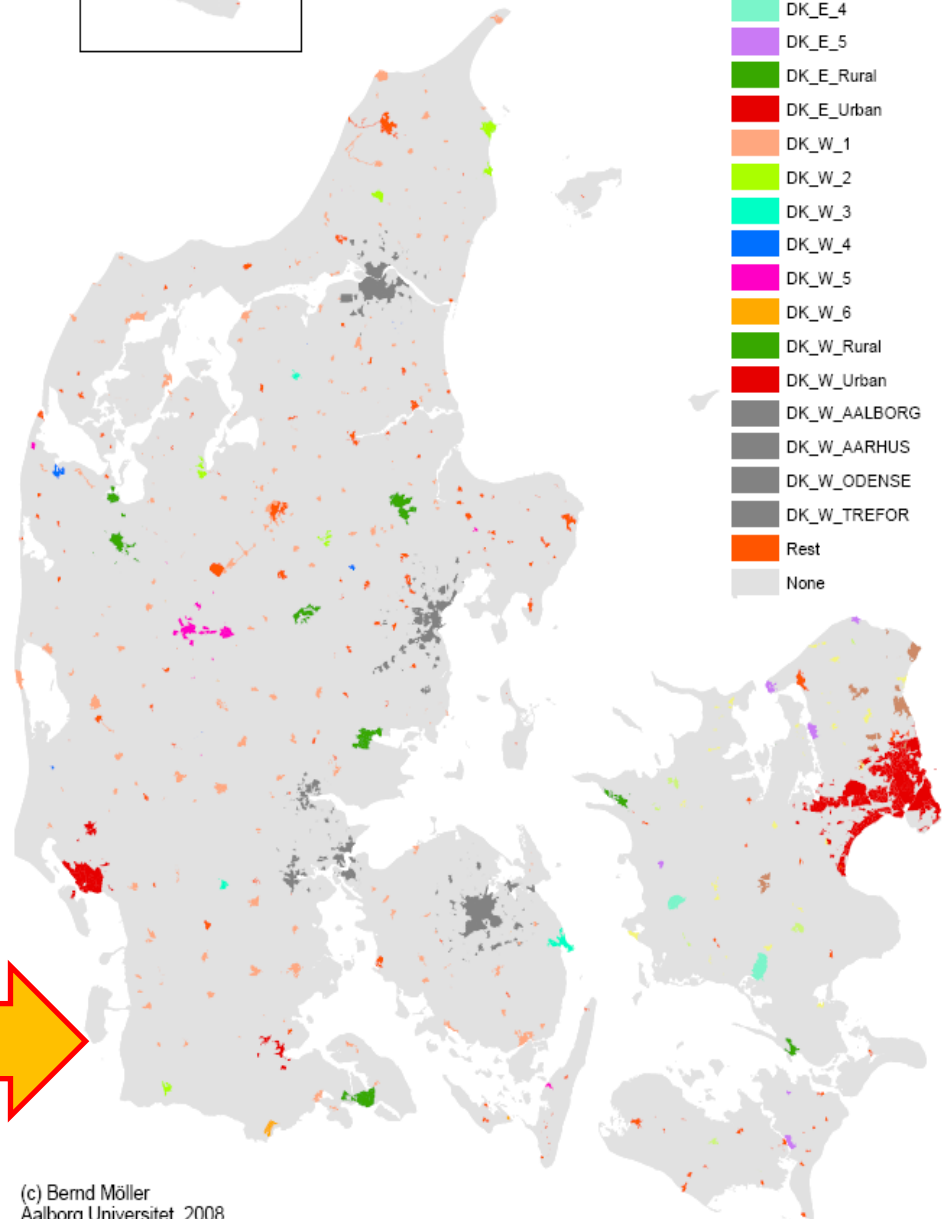 DK_E_4
DK_E_5
DK_E_Rural
DK_E_Urban
DK_W_1
DK_W_2
DK_W_3
DK_W_4
DK_W_5
DK_W_6
DK_W_Rural
DK_W_Urban
DK_W_AALBORG
DK_W_AARHUS
DK_W_ODENSE
DK_W_TREFOR
Rest
None
(c) Bernd Möller
Aalborg Universitet, 2008